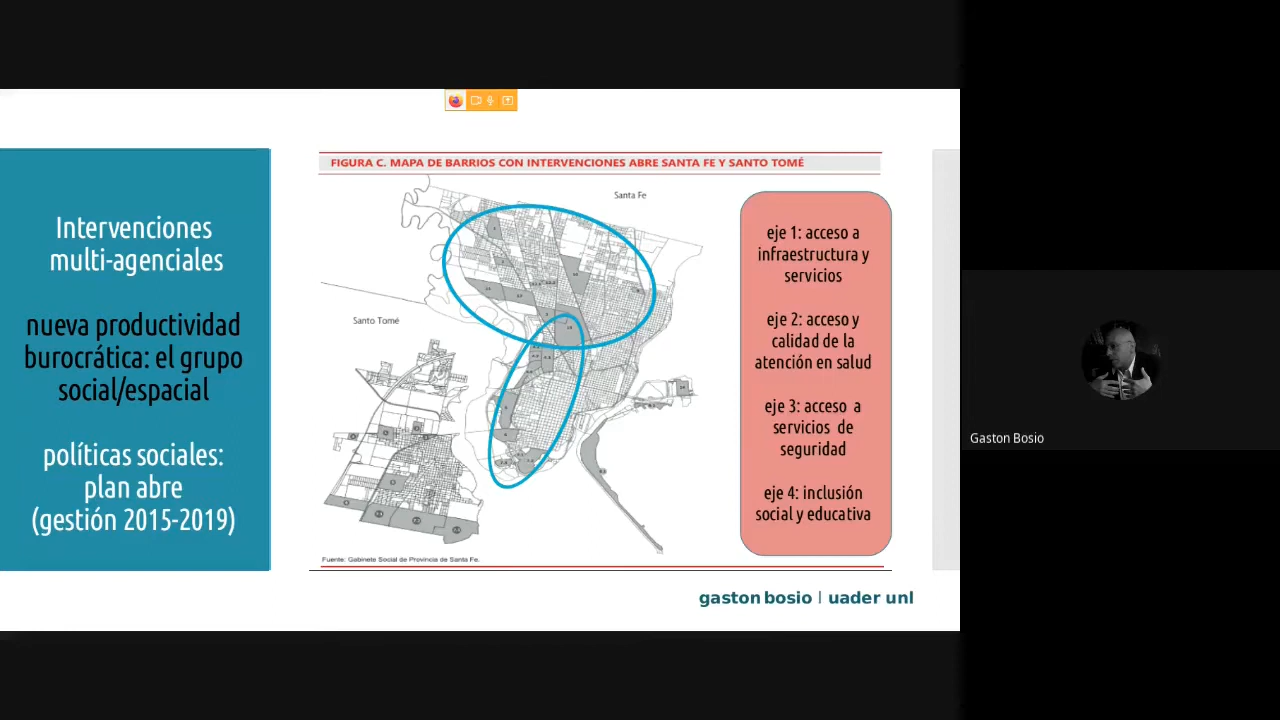 Intervenciones
multi-agenciales
nueva productividad
burocrática: el grupo
social/espacial
políticas sociales:
plan abre
(gestión 2015-2019)
FIGURA C. MAPA DE BARRIOS CON INTERVENCIONES ABRE SANTA FE Y SANTO TOMÉ
Santa Fe
Santo Tomé
Fuente: Gabinete Social de Provincia de Santa Fe.
eje 1: acceso a
infraestructura y
servicios
eje 2: acceso y
calidad de la
atención en salud
eje 3: acceso a
servicios de
seguridad
eje 4: inclusión
social y educativa
gaston bosio | uader unl
Gaston Bosio